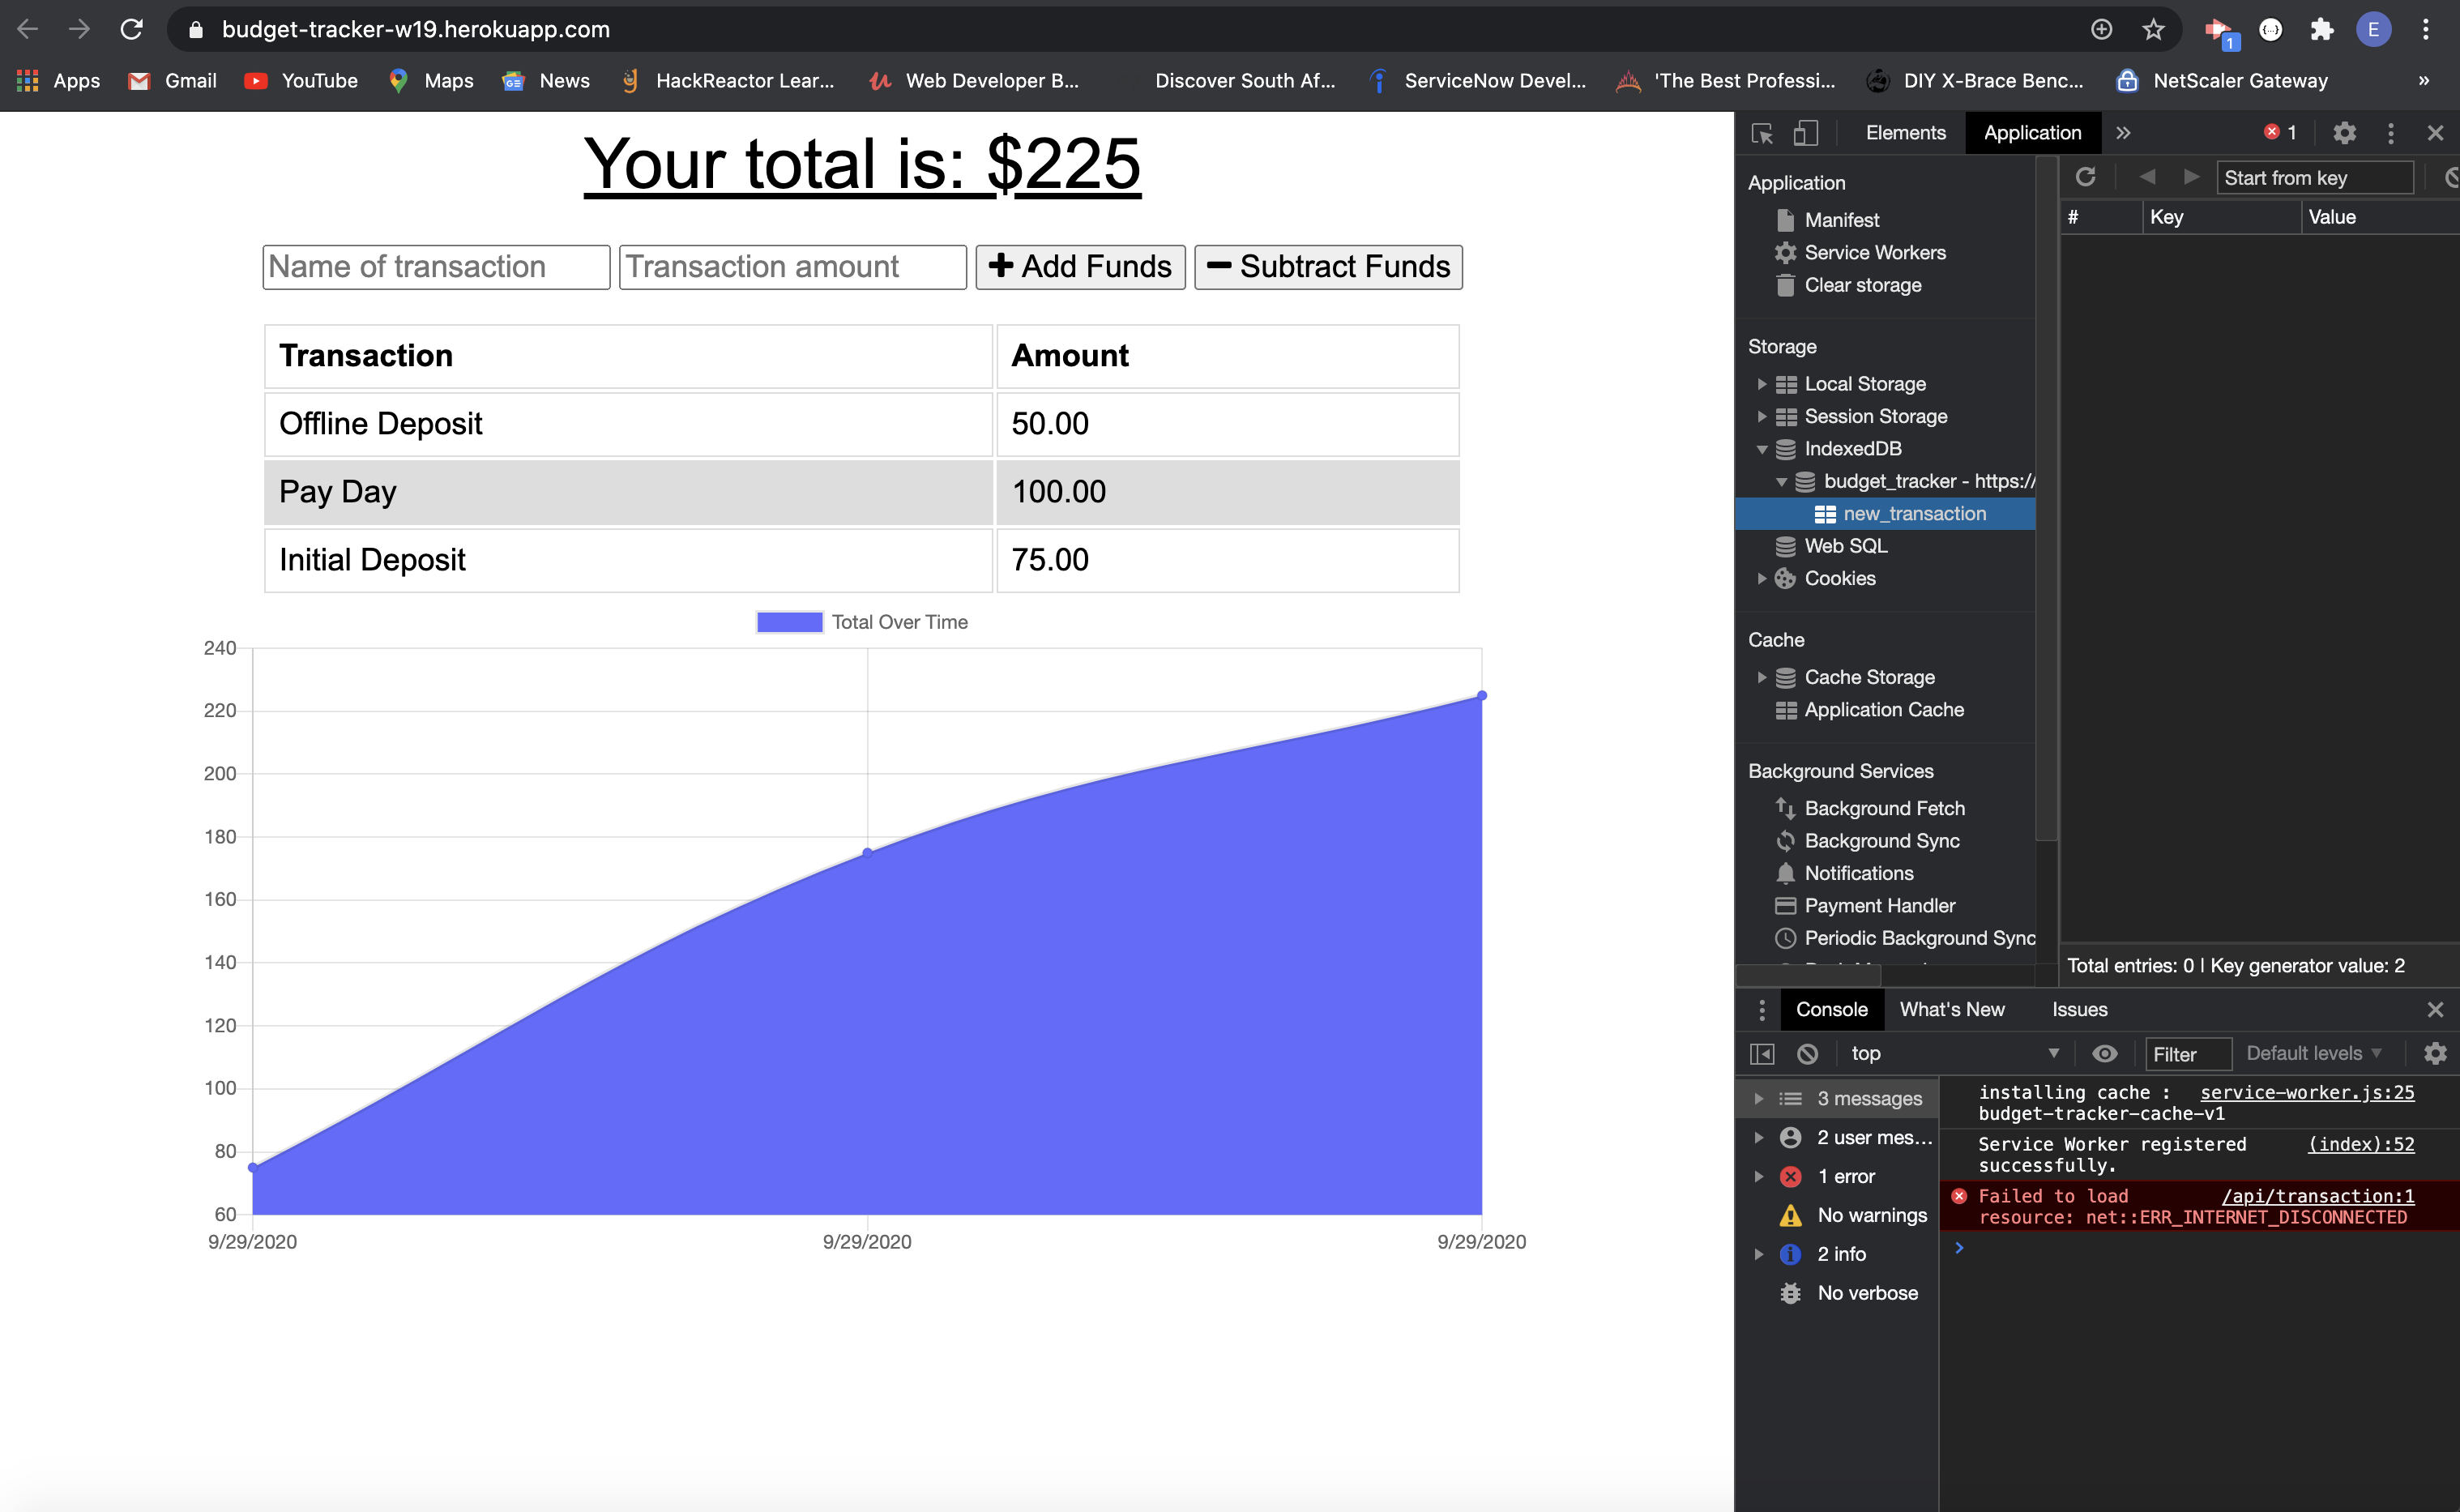 budget-tracker-w19.herokuapp.com
1
E
Apps
Gmail
YouTube
Maps
News
HackReactor Lear...
Web Developer B...
Discover South Af...
ServiceNow Devel...
'The Best Professi...
DIY X-Brace Benc...
NetScaler Gateway
»
Your total is: $225
Name of transaction
Transaction amount
Add Funds
Subtract Funds
Transaction Amount
Offline Deposit 50.00
Pay Day 100.00
Initial Deposit 75.00
Total Over Time
240
220
200
180
160
140
120
100
80
60
9/29/2020 9/29/2020 9/29/2020
Elements Application » 1
Application
Manifest
Service Workers
Clear storage
Storage
Local Storage
Session Storage
IndexedDB
budget_tracker - https://
new_transaction
Web SQL
Cookies
Cache
Cache Storage
Application Cache
Background Services
Background Fetch
Background Sync
Notifications
Payment Handler
Periodic Background Sync
Start from key
# Key Value
Total entries: 0 | Key generator value: 2
Console What's New Issues
top Filter Default levels
3 messages
2 user mes...
1 error
No warnings
2 info
No verbose
installing cache : service-worker.js:25
budget-tracker-cache-v1
Service Worker registered (index):52
successfully.
Failed to load /api/transaction:1
resource: net::ERR_INTERNET_DISCONNECTED